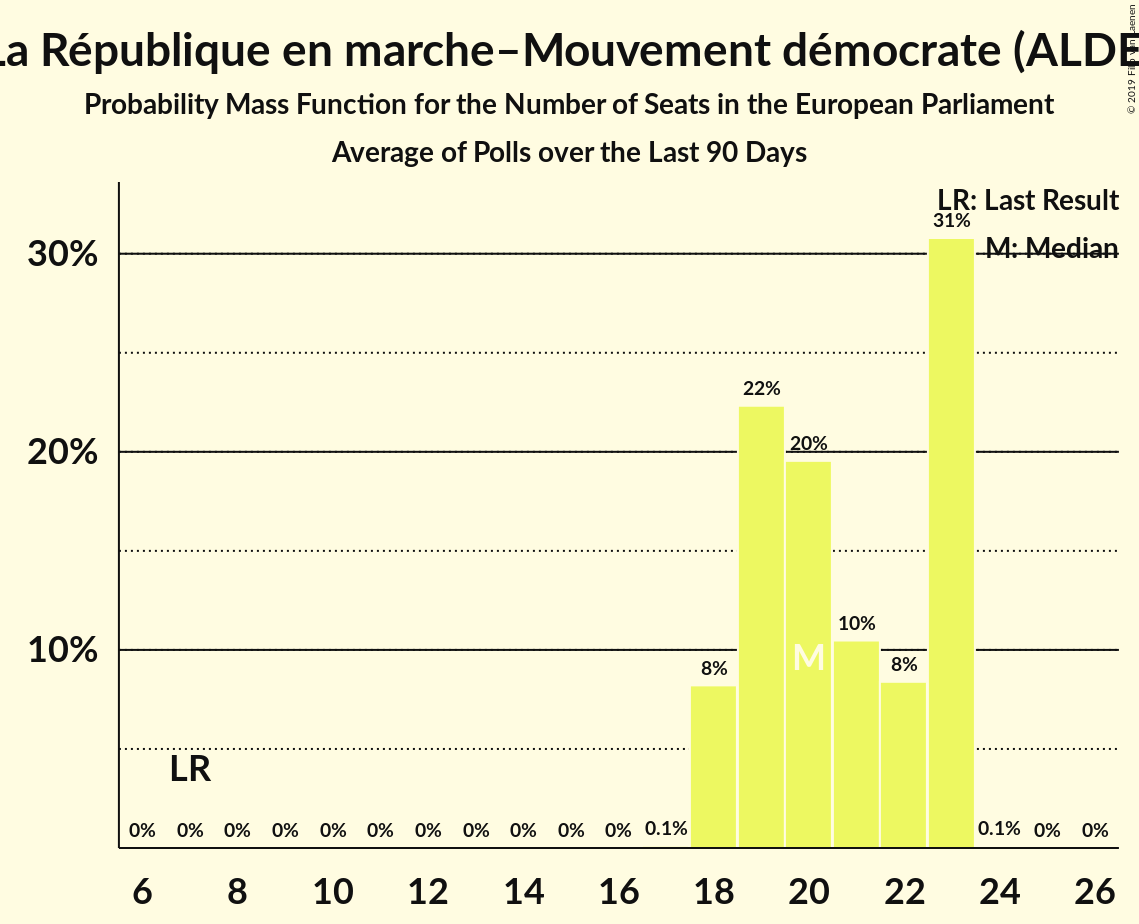 La République en marche–Mouvement démocrate (ALDE
Probability Mass Function for the Number of Seats in the European Parliament
Average of Polls over the Last 90 Days
© 2019 Filip
LR: Last Result
M: Median
31%
30%
22%
20%
20%
10%
10%
8%
8%
M
LR
0% 0% 0% 0% 0% 0% 0% 0% 0% 0% 0% 0.1% 0.1% 0% 0%
6 8 10 12 14 16 18 20 22 24 26